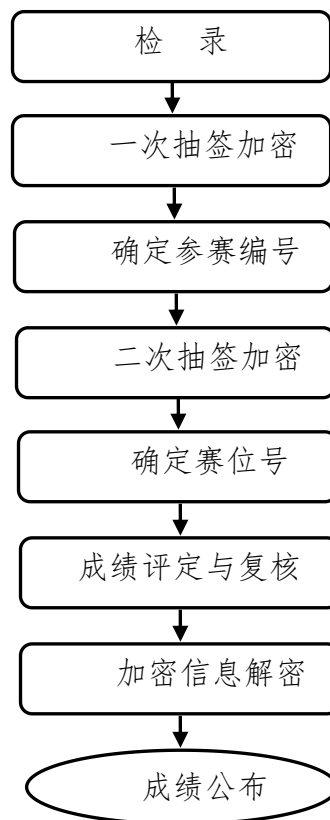 检 录
一次抽签加密
确定参赛编号
二次抽签加密
确定赛位号
成绩评定与复核
加密信息解密
成绩公布